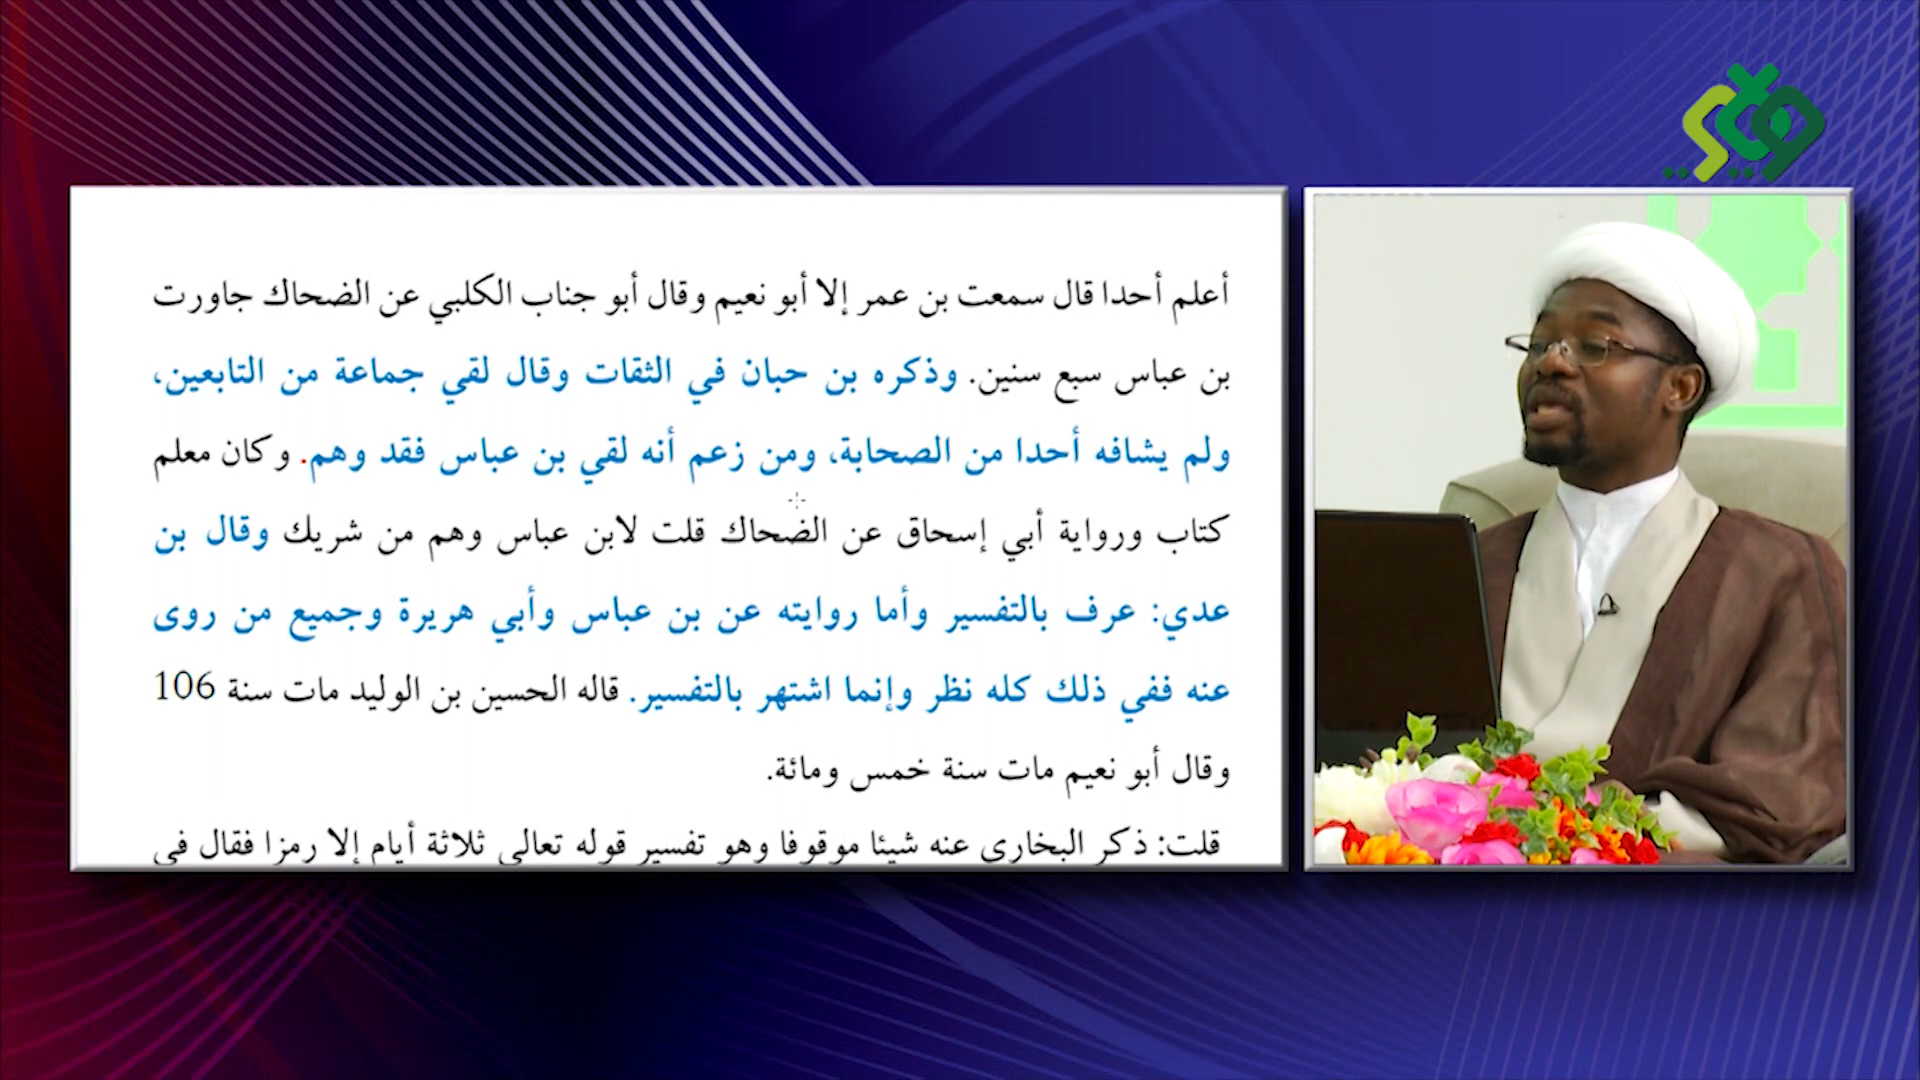 أعلم أحدا قال سمعت بن عمر إلا أبو نعيم وقال أبو جناب الكلبي عن الضحاك جاورت
بن عباس سبع سنين. وذكره بن حبان في الثقات وقال لقي جماعة من التابعين،
ولم يشافه أحدا من الصحابة، ومن زعم أنه لقي بن عباس فقد وهم. وكان معلم
كتاب ورواية أبي إسحاق عن الضحاك قلت لابن عباس وهم من شريك وقال بن
عدي: عرف بالتفسير وأما روايته عن بن عباس وأبي هريرة وجميع من روى
عنه ففي ذلك كله نظر وإنما اشتهر بالتفسير. قاله الحسين بن الوليد مات سنة 106
وقال أبو نعيم مات سنة خمس ومائة.
قلت: ذكر البخاري عنه شيئا موقوفا وهو تفسير قوله تعالى ثلاثة أيام إلا رمزا فقال في